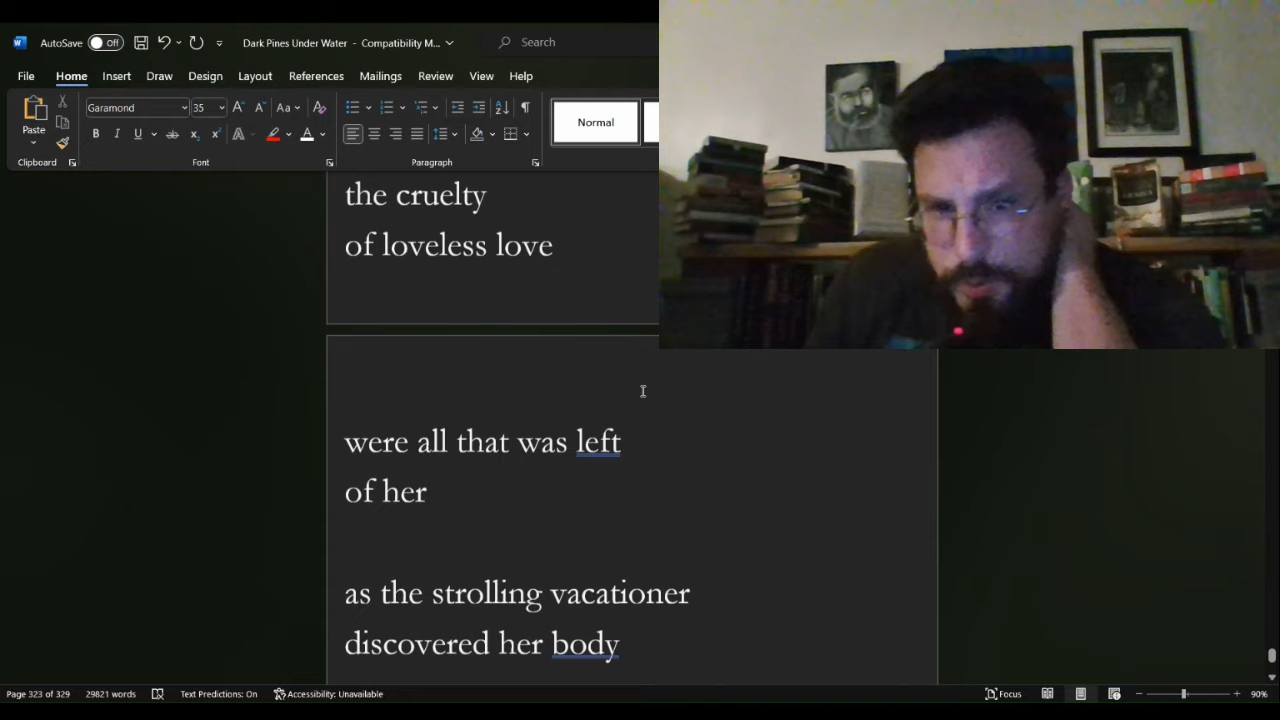 AutoSave Off Dark Pines Under Water - Compatibility M... Search
File Home Insert Draw Design Layout References Mailings Review View Help
Paste Garamond 35 Aa Normal
Clipboard Font Paragraph
the cruelty
of loveless love
were all that was left
of her
as the strolling vacationer
discovered her body
Page 323 of 329 29821 words Text Predictions: On Accessibility: Unavailable Focus 90%